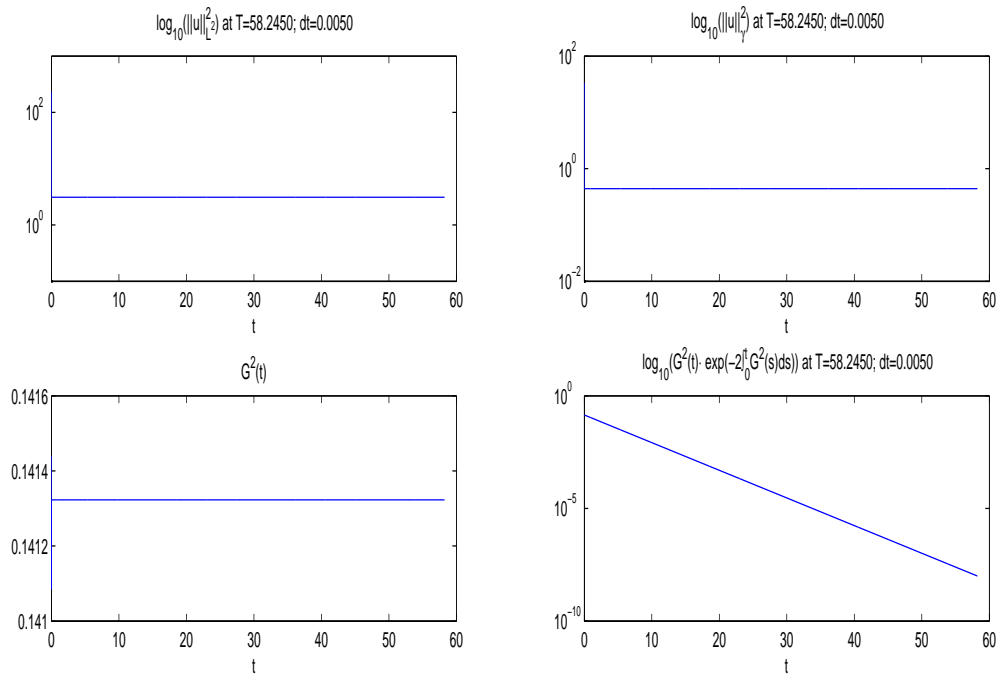 log10(||u||²L²) at T=58.2450; dt=0.0050
10²
10⁰
0 10 20 30 40 50 60
t
log10(||u||²γ) at T=58.2450; dt=0.0050
10²
10⁰
10⁻²
0 10 20 30 40 50 60
t
G²(t)
0.1416
0.1414
0.1412
0.141
0 10 20 30 40 50 60
t
log10(G²(t)· exp(−2∫₀ᵗG²(s)ds)) at T=58.2450; dt=0.0050
10⁰
10⁻⁵
10⁻¹⁰
0 10 20 30 40 50 60
t